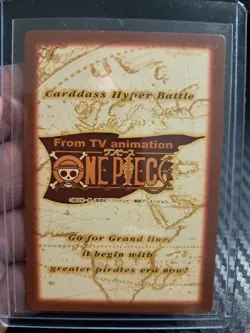 Carddass Hyper Battle
From TV animation
ワンピース
ONE PIECE
Go for Grand line,
it begin with
greater pirates era now!